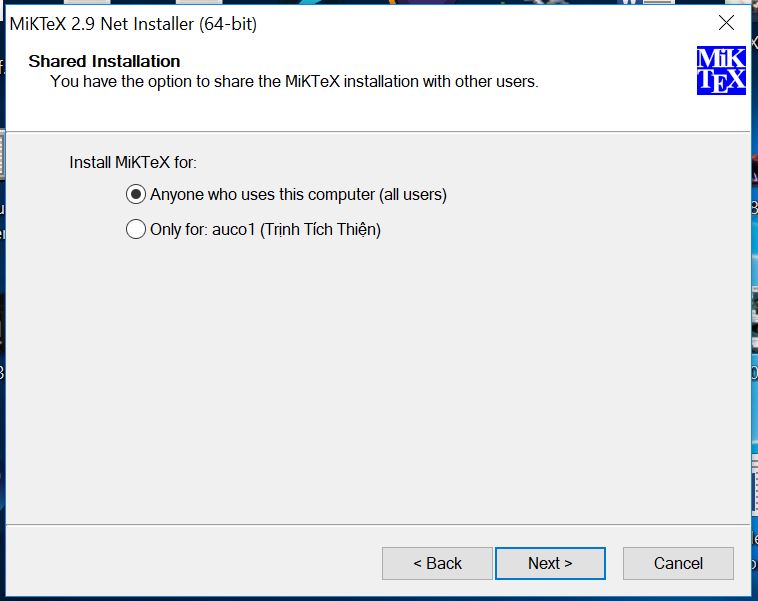 MiKTeX 2.9 Net Installer (64-bit)
Shared Installation
You have the option to share the MiKTeX installation with other users.
MiK
TEX
Install MiKTeX for:
Anyone who uses this computer (all users)
Only for: auco1 (Trịnh Tích Thiện)
< Back
Next >
Cancel